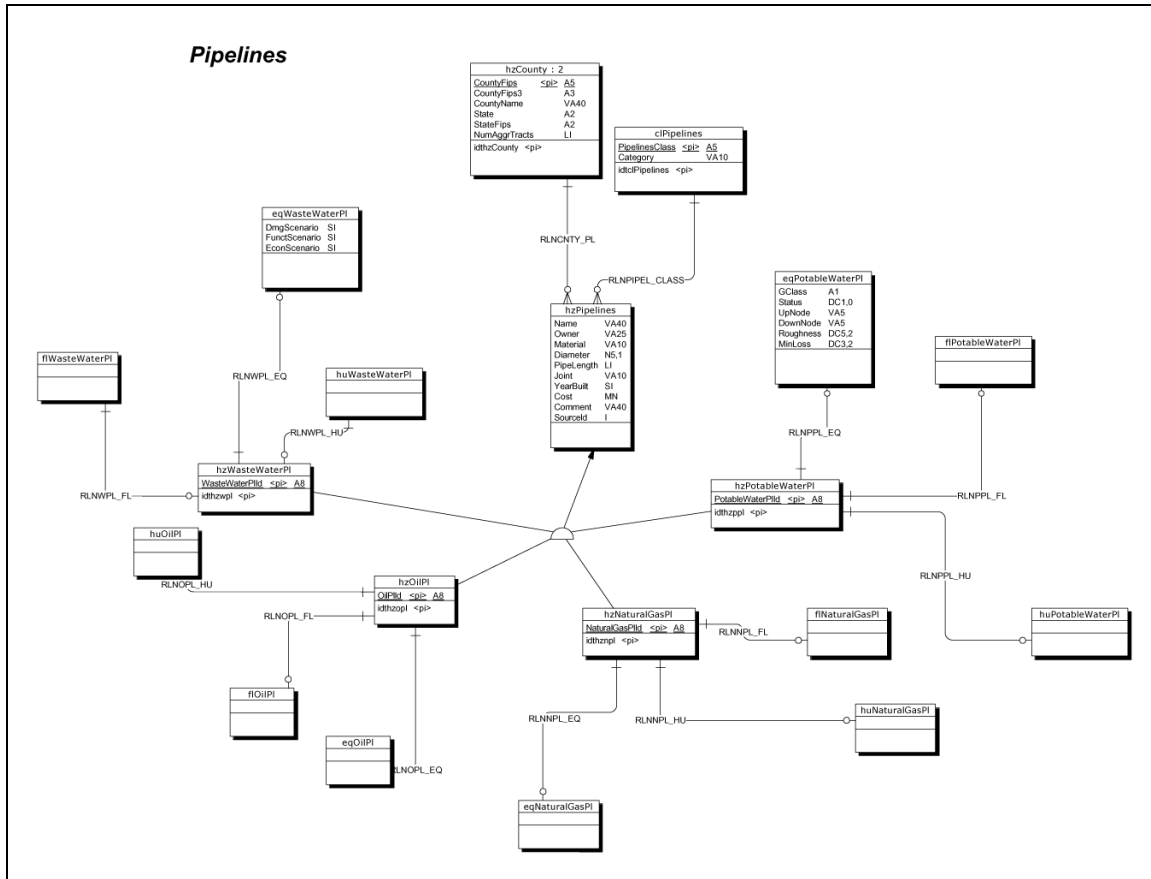 Pipelines
hzCounty : 2
CountyFips <pi> A5
CountyFips3 A3
CountyName VA40
State A2
StateFips A2
NumAggrTracts LI
idthzCounty <pi>
clPipelines
PipelinesClass <pi> A5
Category VA10
idtclPipelines <pi>
eqWasteWaterPl
DmgScenario SI
FunctScenario SI
EconScenario SI
RLNCNTY_PL
RLNPIPEL_CLASS
eqPotableWaterPl
GClass A1
Status DC1,0
UpNode VA5
DownNode VA5
Roughness DC5,2
MinLoss DC3,2
hzPipelines
Name VA40
Owner VA25
Material VA10
Diameter N5,1
PipeLength LI
Joint VA10
YearBuilt SI
Cost MN
Comment VA40
SourceId I
flWasteWaterPl
flPotableWaterPl
RLNWPL_EQ
huWasteWaterPl
RLNWPL_HU
RLNPPL_EQ
hzWasteWaterPl
WasteWaterPlId <pi> A8
idthzwpl <pi>
RLNWPL_FL
hzPotableWaterPl
PotableWaterPlId <pi> A8
idthzppl <pi>
RLNPPL_FL
huOilPl
RLNOPL_HU
hzOilPl
OilPlId <pi> A8
idthzopl <pi>
RLNPPL_HU
RLNOPL_FL
hzNaturalGasPl
NaturalGasPlId <pi> A8
idthznpl <pi>
RLNNPL_FL
flNaturalGasPl
huPotableWaterPl
flOilPl
RLNNPL_EQ
RLNNPL_HU
huNaturalGasPl
eqOilPl
RLNOPL_EQ
eqNaturalGasPl